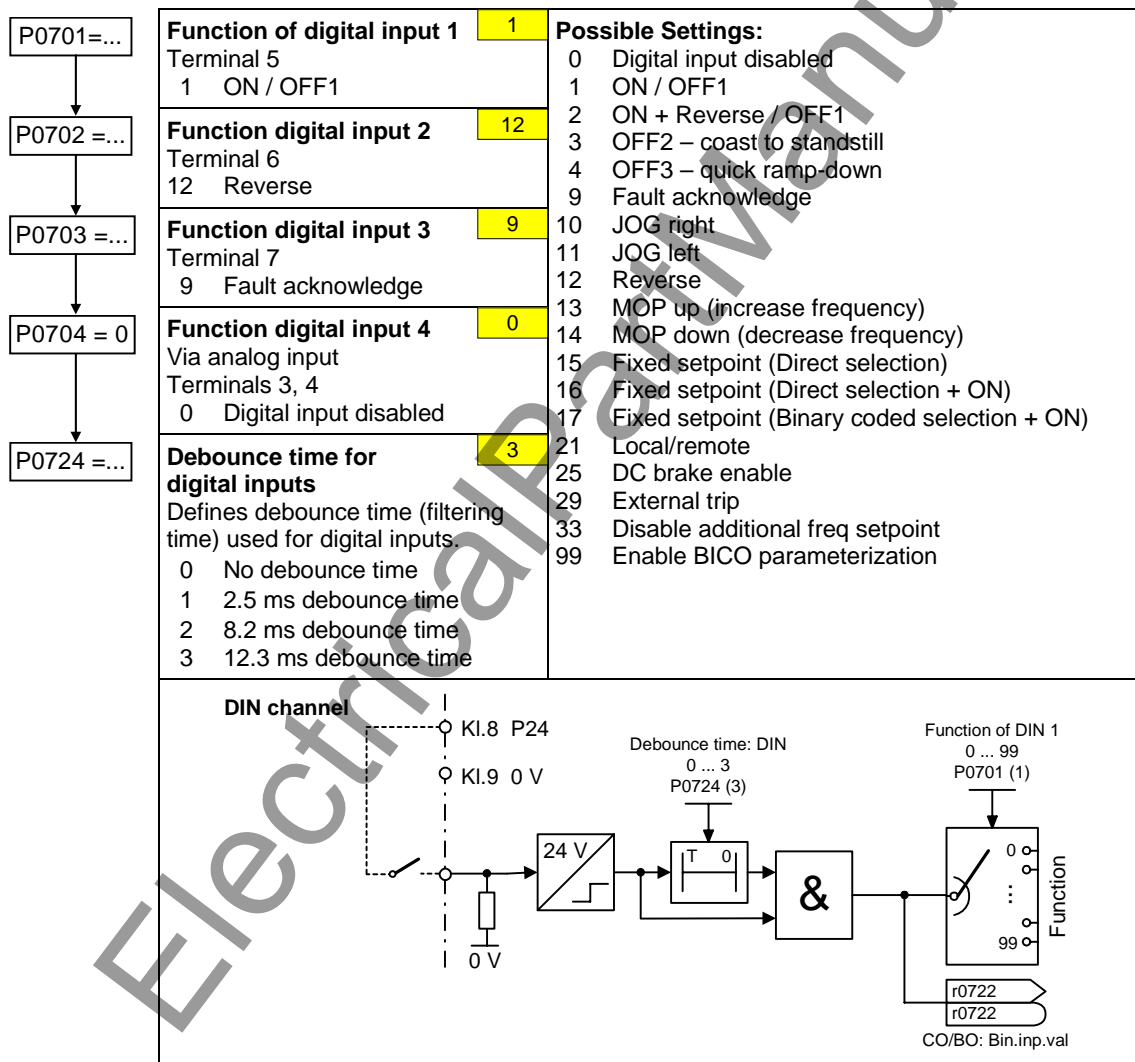 P0701=...
P0702 =...
P0703 =...
P0704 = 0
P0724 =...
Function of digital input 1 1
Terminal 5
1 ON / OFF1
Function digital input 2 12
Terminal 6
12 Reverse
Function digital input 3 9
Terminal 7
9 Fault acknowledge
Function digital input 4 0
Via analog input
Terminals 3, 4
0 Digital input disabled
Debounce time for 3
digital inputs
Defines debounce time (filtering
time) used for digital inputs.
0 No debounce time
1 2.5 ms debounce time
2 8.2 ms debounce time
3 12.3 ms debounce time
Possible Settings:
0 Digital input disabled
1 ON / OFF1
2 ON + Reverse / OFF1
3 OFF2 – coast to standstill
4 OFF3 – quick ramp-down
9 Fault acknowledge
10 JOG right
11 JOG left
12 Reverse
13 MOP up (increase frequency)
14 MOP down (decrease frequency)
15 Fixed setpoint (Direct selection)
16 Fixed setpoint (Direct selection + ON)
17 Fixed setpoint (Binary coded selection + ON)
21 Local/remote
25 DC brake enable
29 External trip
33 Disable additional freq setpoint
99 Enable BICO parameterization
DIN channel
Kl.8 P24
Kl.9 0 V
0 V
24 V
Debounce time: DIN
0 ... 3
P0724 (3)
T 0
&
Function of DIN 1
0 ... 99
P0701 (1)
0
...
99
Function
r0722
r0722
CO/BO: Bin.inp.val
ElectricalPartManu